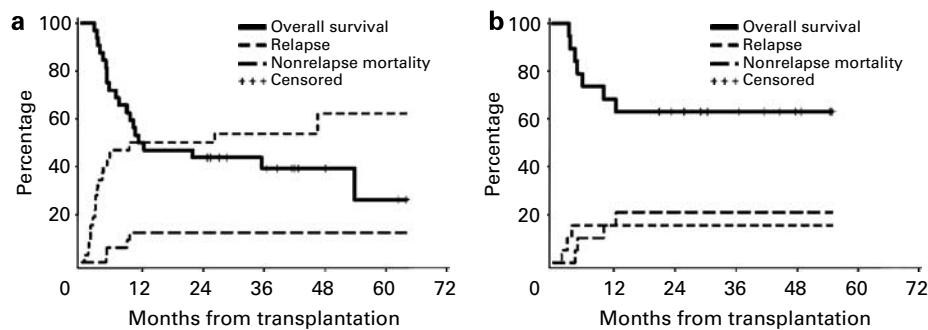 a
100
80
60
40
20
0
12
24
36
48
60
72
Percentage
Months from transplantation
Overall survival
Relapse
Nonrelapse mortality
Censored
b
100
80
60
40
20
0
12
24
36
48
60
72
Percentage
Months from transplantation
Overall survival
Relapse
Nonrelapse mortality
Censored